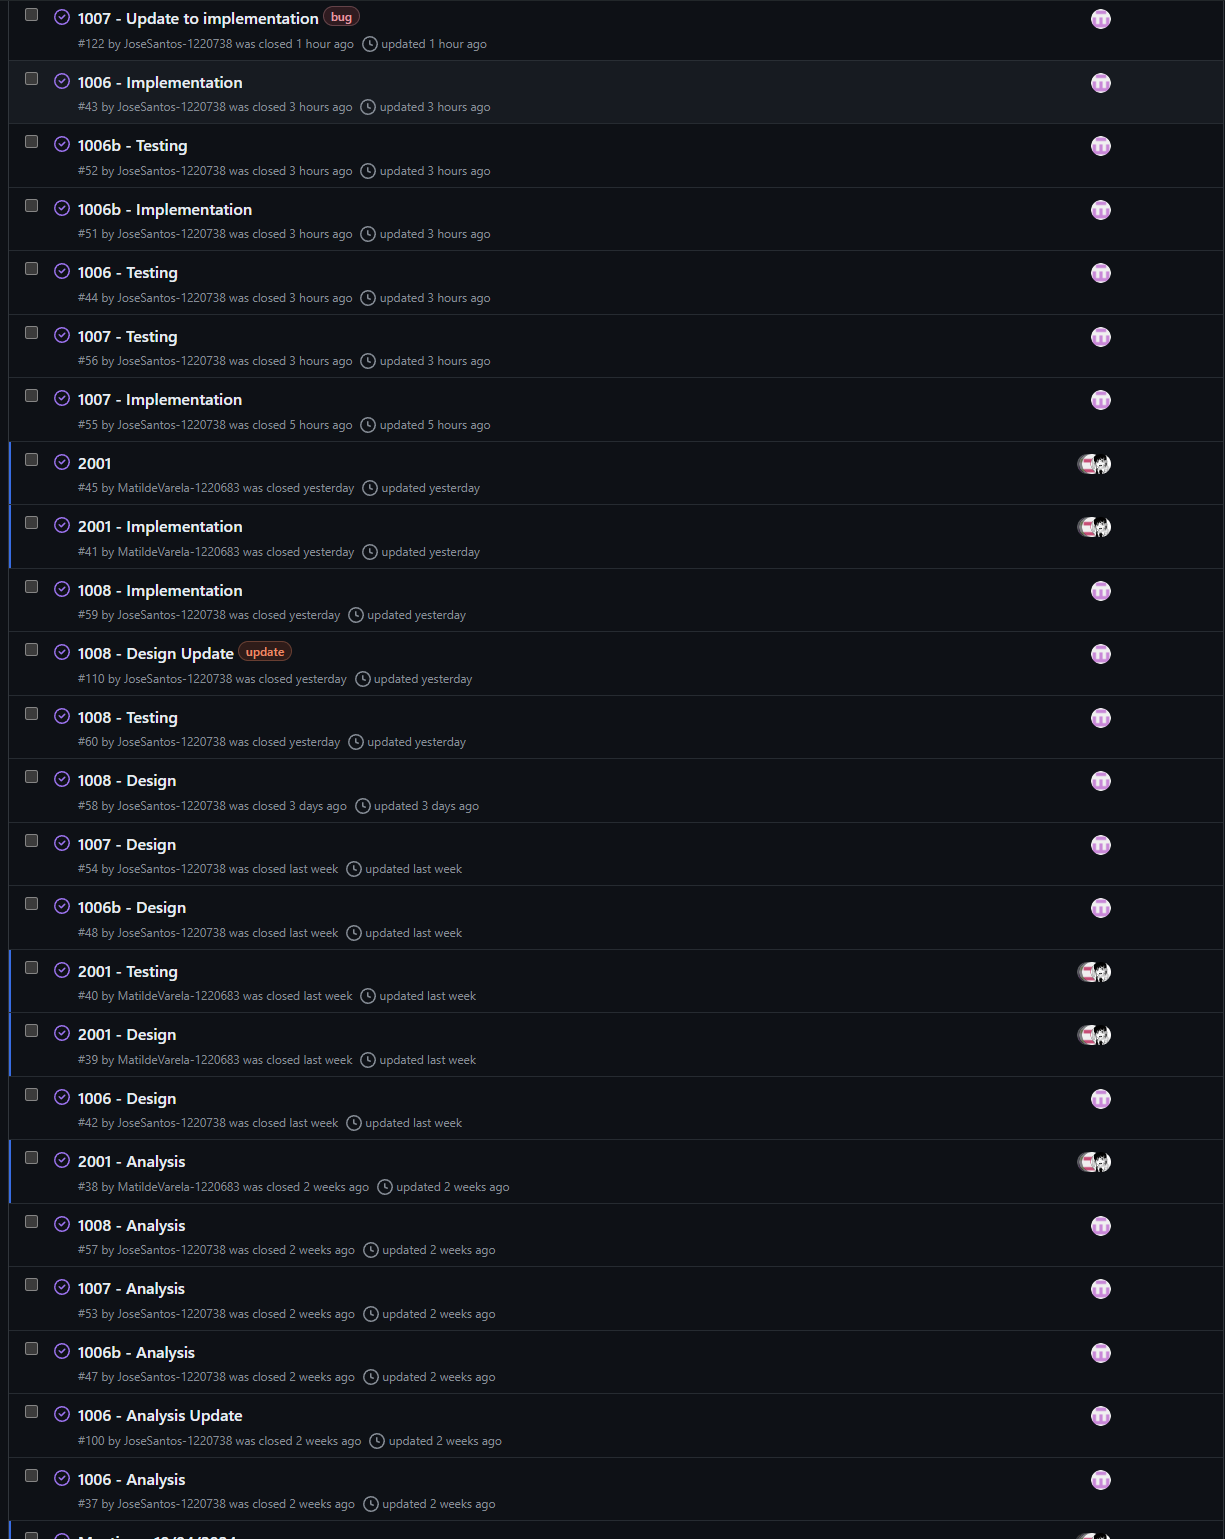 1007 - Update to implementation bug
#122 by JoseSantos-1220738 was closed 1 hour ago updated 1 hour ago
1006 - Implementation
#43 by JoseSantos-1220738 was closed 3 hours ago updated 3 hours ago
1006b - Testing
#52 by JoseSantos-1220738 was closed 3 hours ago updated 3 hours ago
1006b - Implementation
#51 by JoseSantos-1220738 was closed 3 hours ago updated 3 hours ago
1006 - Testing
#44 by JoseSantos-1220738 was closed 3 hours ago updated 3 hours ago
1007 - Testing
#56 by JoseSantos-1220738 was closed 3 hours ago updated 3 hours ago
1007 - Implementation
#55 by JoseSantos-1220738 was closed 5 hours ago updated 5 hours ago
2001
#45 by MatildeVarela-1220683 was closed yesterday updated yesterday
2001 - Implementation
#41 by MatildeVarela-1220683 was closed yesterday updated yesterday
1008 - Implementation
#59 by JoseSantos-1220738 was closed yesterday updated yesterday
1008 - Design Update update
#110 by JoseSantos-1220738 was closed yesterday updated yesterday
1008 - Testing
#60 by JoseSantos-1220738 was closed yesterday updated yesterday
1008 - Design
#58 by JoseSantos-1220738 was closed 3 days ago updated 3 days ago
1007 - Design
#54 by JoseSantos-1220738 was closed last week updated last week
1006b - Design
#48 by JoseSantos-1220738 was closed last week updated last week
2001 - Testing
#40 by MatildeVarela-1220683 was closed last week updated last week
2001 - Design
#39 by MatildeVarela-1220683 was closed last week updated last week
1006 - Design
#42 by JoseSantos-1220738 was closed last week updated last week
2001 - Analysis
#38 by MatildeVarela-1220683 was closed 2 weeks ago updated 2 weeks ago
1008 - Analysis
#57 by JoseSantos-1220738 was closed 2 weeks ago updated 2 weeks ago
1007 - Analysis
#53 by JoseSantos-1220738 was closed 2 weeks ago updated 2 weeks ago
1006b - Analysis
#47 by JoseSantos-1220738 was closed 2 weeks ago updated 2 weeks ago
1006 - Analysis Update
#100 by JoseSantos-1220738 was closed 2 weeks ago updated 2 weeks ago
1006 - Analysis
#37 by JoseSantos-1220738 was closed 2 weeks ago updated 2 weeks ago